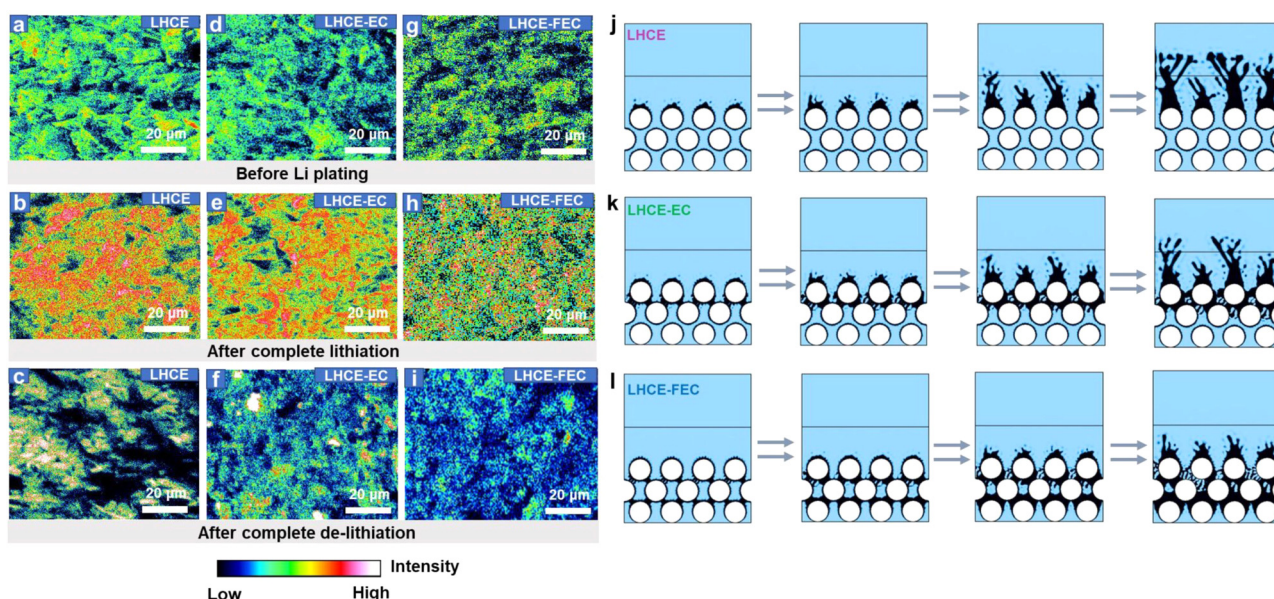 a LHCE
20 µm
d LHCE-EC
20 µm
g LHCE-FEC
20 µm
Before Li plating
b LHCE
20 µm
e LHCE-EC
20 µm
h LHCE-FEC
20 µm
After complete lithiation
c LHCE
20 µm
f LHCE-EC
20 µm
i LHCE-FEC
20 µm
After complete de-lithiation
Intensity
Low High
j LHCE
k LHCE-EC
l LHCE-FEC